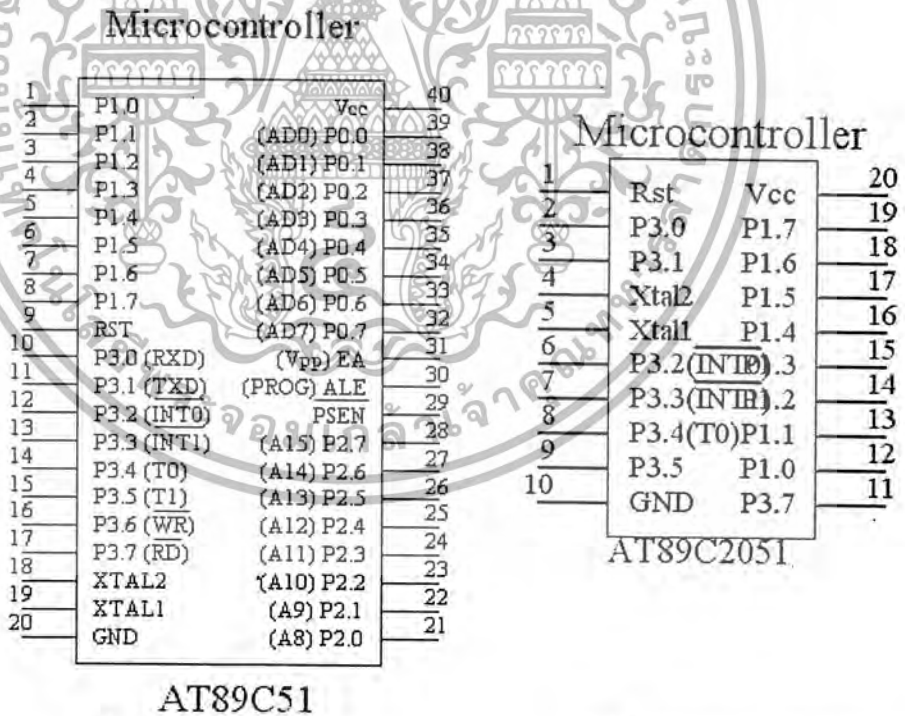 Microcontroller
1 P1.0 Vcc 40
2 P1.1 (AD0) P0.0 39
3 P1.2 (AD1) P0.1 38
4 P1.3 (AD2) P0.2 37
5 P1.4 (AD3) P0.3 36
6 P1.5 (AD4) P0.4 35
7 P1.6 (AD5) P0.5 34
8 P1.7 (AD6) P0.6 33
9 RST (AD7) P0.7 32
10 P3.0 (RXD) (VPP) EA 31
11 P3.1 (TXD) (PROG) ALE 30
12 P3.2 (INT0) PSEN 29
13 P3.3 (INT1) (A15) P2.7 28
14 P3.4 (T0) (A14) P2.6 27
15 P3.5 (T1) (A13) P2.5 26
16 P3.6 (WR) (A12) P2.4 25
17 P3.7 (RD) (A11) P2.3 24
18 XTAL2 (A10) P2.2 23
19 XTAL1 (A9) P2.1 22
20 GND (A8) P2.0 21
AT89C51
Microcontroller
1 Rst Vcc 20
2 P3.0 P1.7 19
3 P3.1 P1.6 18
4 Xtal2 P1.5 17
5 Xtal1 P1.4 16
6 P3.2(INT0) P1.3 15
7 P3.3(INT1) P1.2 14
8 P3.4(T0)P1.1 13
9 P3.5 P1.0 12
10 GND P3.7 11
AT89C2051